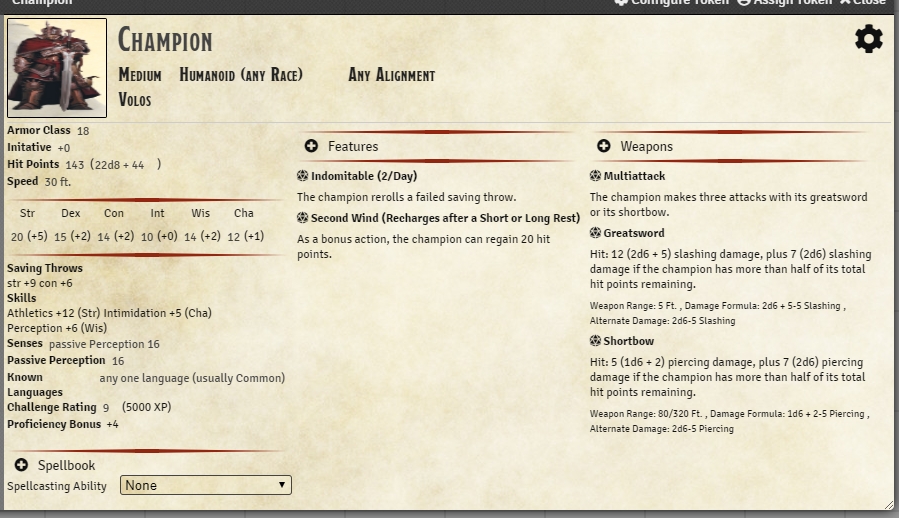 Champion
Configure Token Assign Token Close
Champion
Medium Humanoid (any Race) Any Alignment
Volos
Armor Class 18
Initative +0
Hit Points 143 (22d8 + 44 )
Speed 30 ft.
Str Dex Con Int Wis Cha
20 (+5) 15 (+2) 14 (+2) 10 (+0) 14 (+2) 12 (+1)
Saving Throws
str +9 con +6
Skills
Athletics +12 (Str) Intimidation +5 (Cha)
Perception +6 (Wis)
Senses passive Perception 16
Passive Perception 16
Known any one language (usually Common)
Languages
Challenge Rating 9 (5000 XP)
Proficiency Bonus +4
Spellbook
Spellcasting Ability None
Features
Indomitable (2/Day)
The champion rerolls a failed saving throw.
Second Wind (Recharges after a Short or Long Rest)
As a bonus action, the champion can regain 20 hit
points.
Weapons
Multiattack
The champion makes three attacks with its greatsword
or its shortbow.
Greatsword
Hit: 12 (2d6 + 5) slashing damage, plus 7 (2d6) slashing
damage if the champion has more than half of its total
hit points remaining.
Weapon Range: 5 Ft. , Damage Formula: 2d6 + 5-5 Slashing ,
Alternate Damage: 2d6-5 Slashing
Shortbow
Hit: 5 (1d6 + 2) piercing damage, plus 7 (2d6) piercing
damage if the champion has more than half of its total
hit points remaining.
Weapon Range: 80/320 Ft. , Damage Formula: 1d6 + 2-5 Piercing ,
Alternate Damage: 2d6-5 Piercing